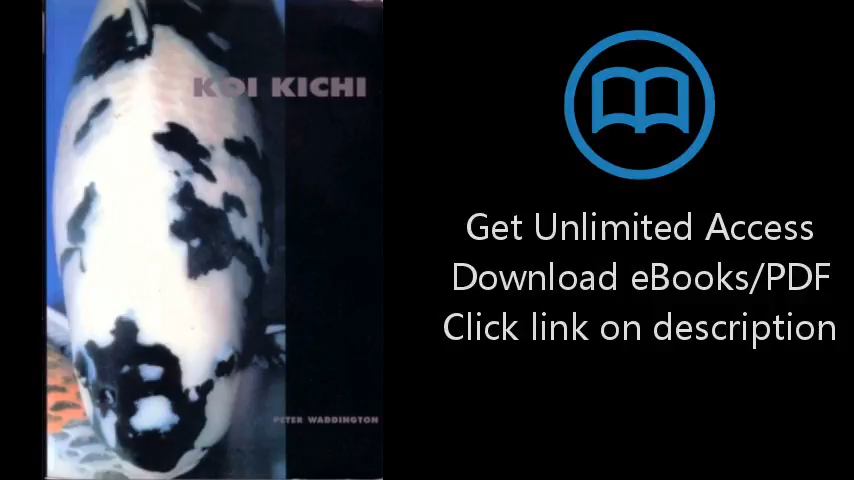 KOI KICHI
PETER WADDINGTON
Get Unlimited Access
Download eBooks/PDF
Click link on description